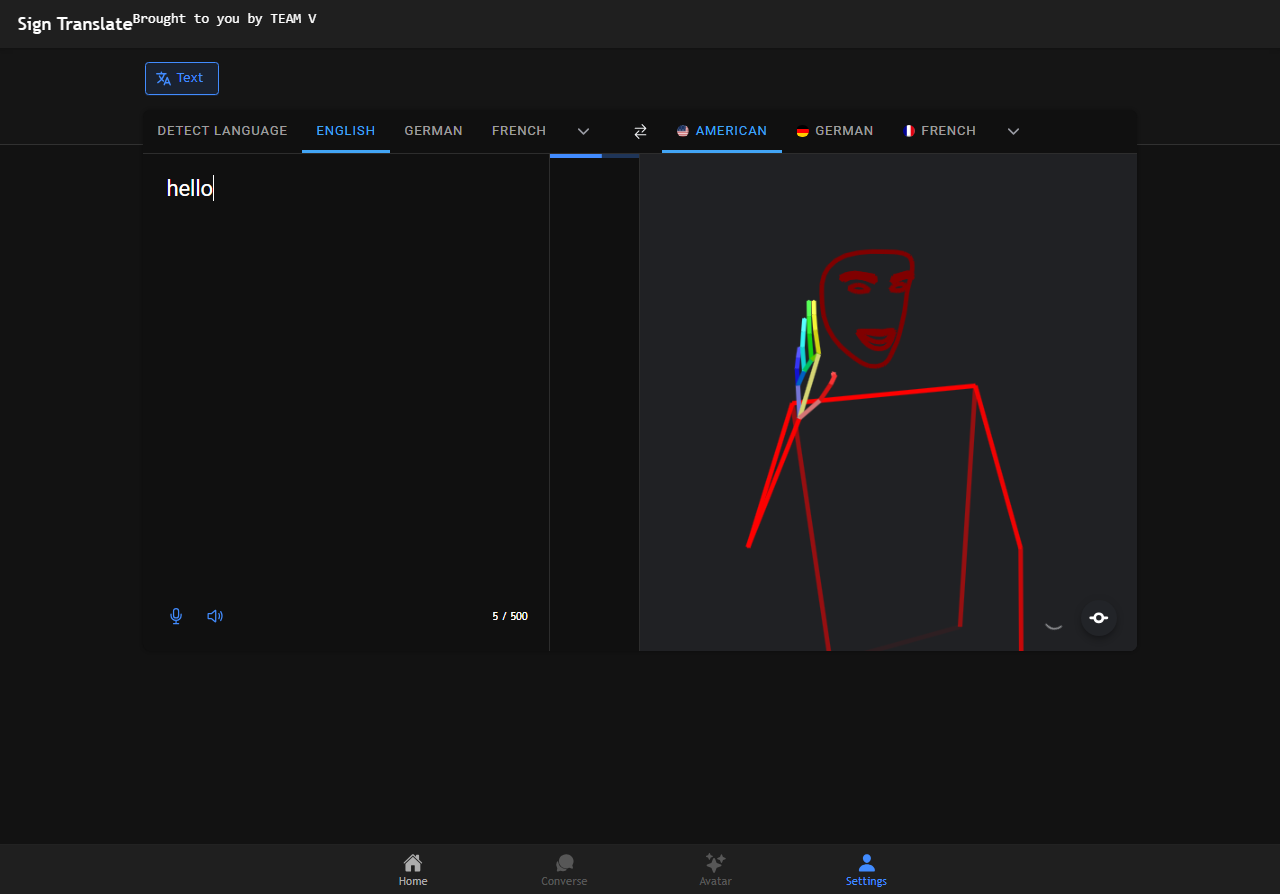 Sign Translate Brought to you by TEAM V
Text
DETECT LANGUAGE ENGLISH GERMAN FRENCH AMERICAN GERMAN FRENCH
hello
5 / 500
Home Converse Avatar Settings